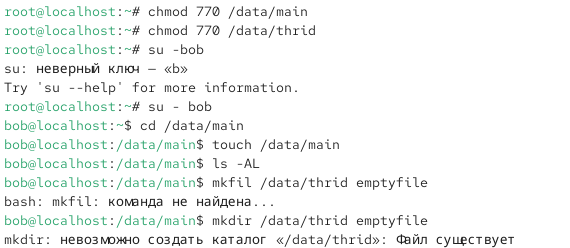 root@localhost:~# chmod 770 /data/main
root@localhost:~# chmod 770 /data/thrid
root@localhost:~# su -bob
su: неверный ключ — «b»
Try 'su --help' for more information.
root@localhost:~# su - bob
bob@localhost:~$ cd /data/main
bob@localhost:/data/main$ touch /data/main
bob@localhost:/data/main$ ls -AL
bob@localhost:/data/main$ mkfil /data/thrid emptyfile
bash: mkfil: команда не найдена...
bob@localhost:/data/main$ mkdir /data/thrid emptyfile
mkdir: невозможно создать каталог «/data/thrid»: Файл существует